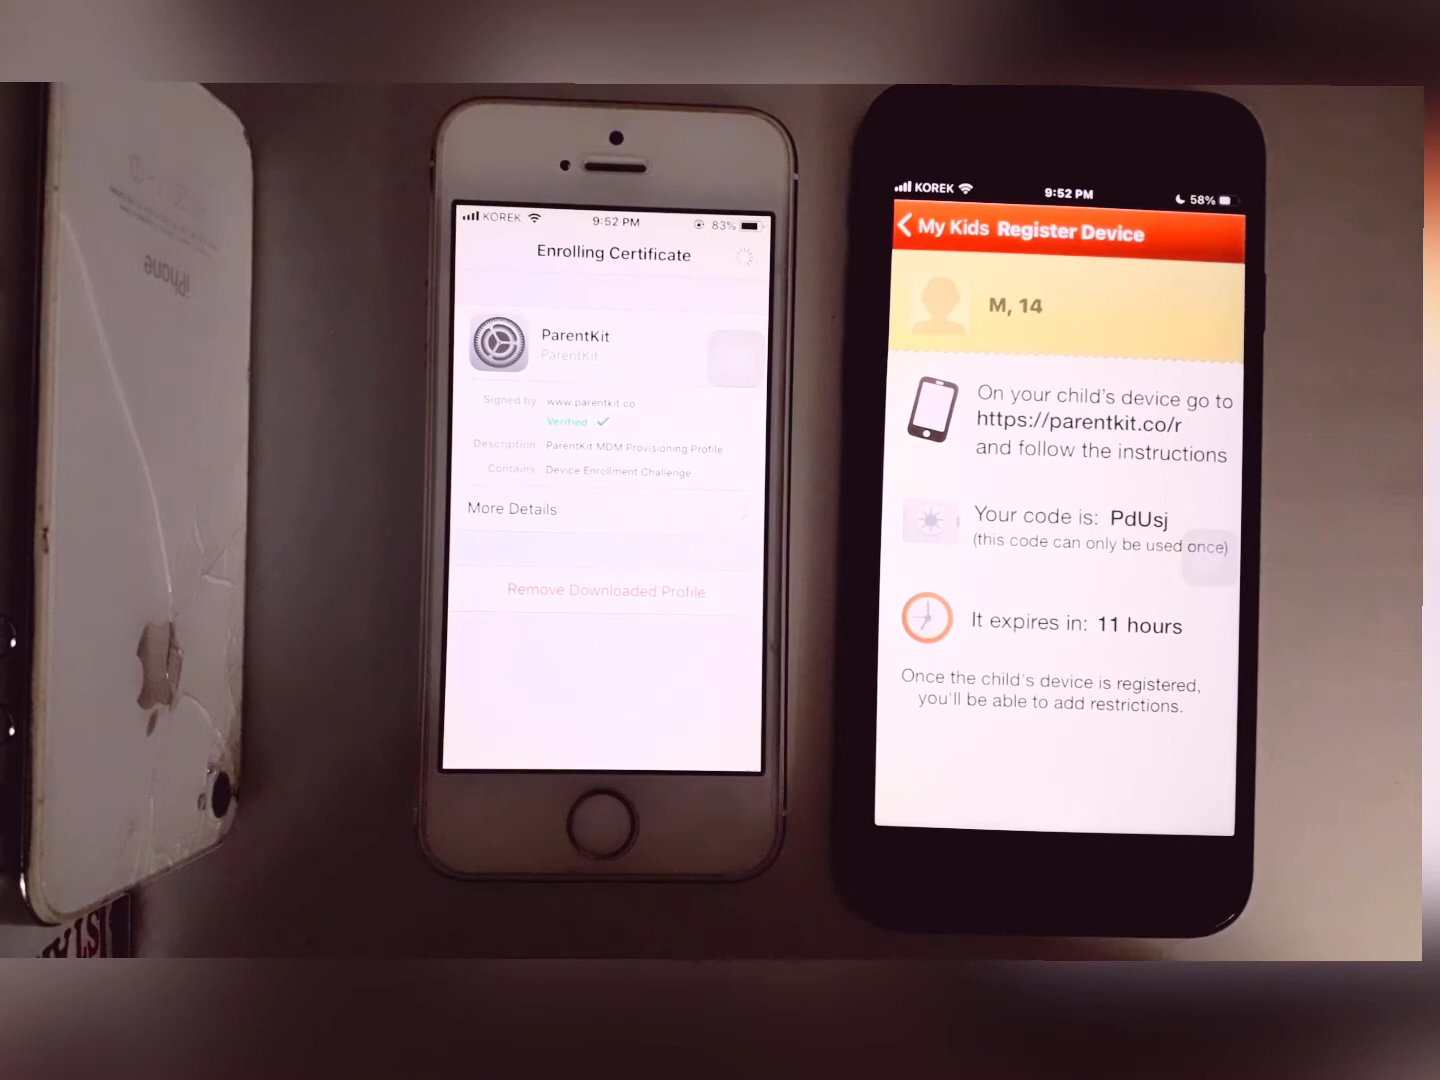 iPhone
KOREK 9:52 PM 83%
Enrolling Certificate
ParentKit
ParentKit
Signed by www.parentkit.co
Verified ✓
Description ParentKit MDM Provisioning Profile
Contains Device Enrollment Challenge
More Details
Remove Downloaded Profile
KOREK 9:52 PM 58%
My Kids Register Device
M, 14
On your child's device go to
https://parentkit.co/r
and follow the instructions
Your code is: PdUsj
(this code can only be used once)
It expires in: 11 hours
Once the child's device is registered,
you'll be able to add restrictions.